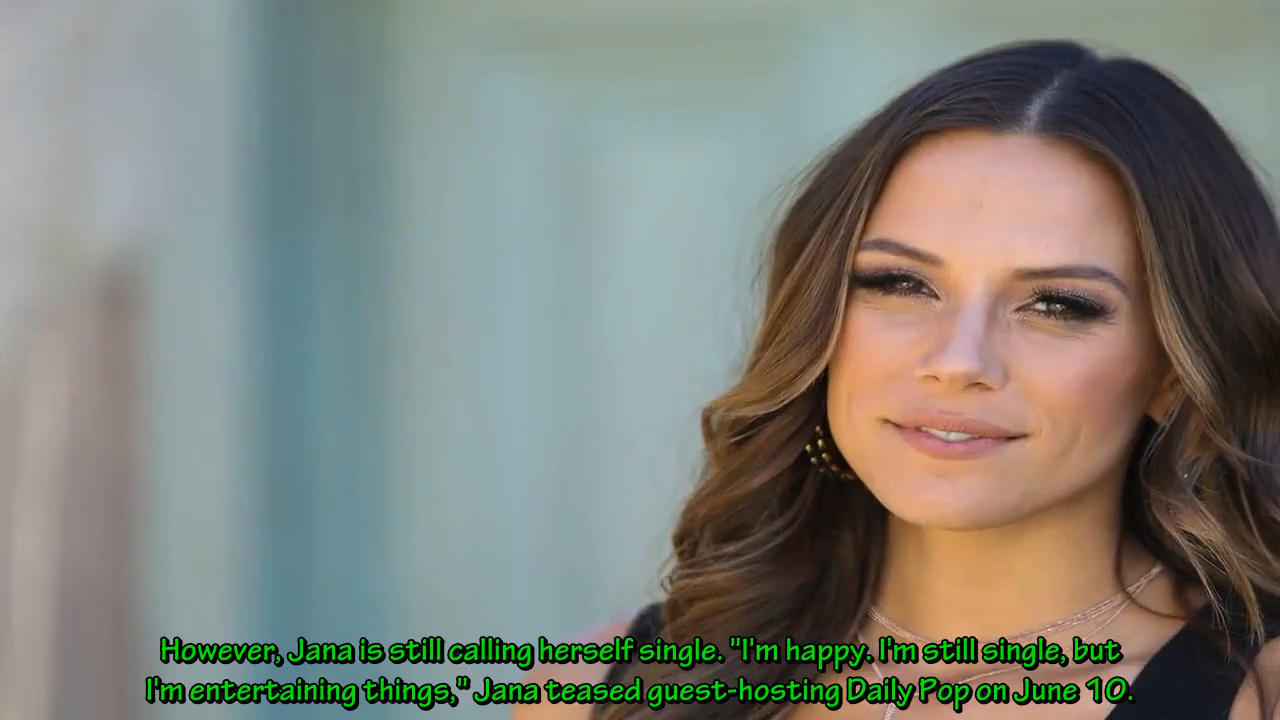 However, Jana is still calling herself single. "I'm happy. I'm still single, but
I'm entertaining things," Jana teased guest-hosting Daily Pop on June 10.